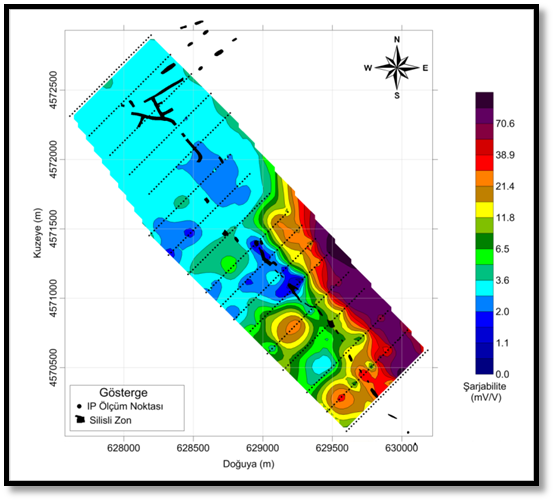 N
W E
S
4572500
4572000
4571500
4571000
4570500
Kuzeye (m)
628000 628500 629000 629500 630000
Doğuya (m)
Gösterge
IP Ölçüm Noktası
Silisli Zon
70.6
38.9
21.4
11.8
6.5
3.6
2.0
1.1
0.0
Şarjabilite
(mV/V)